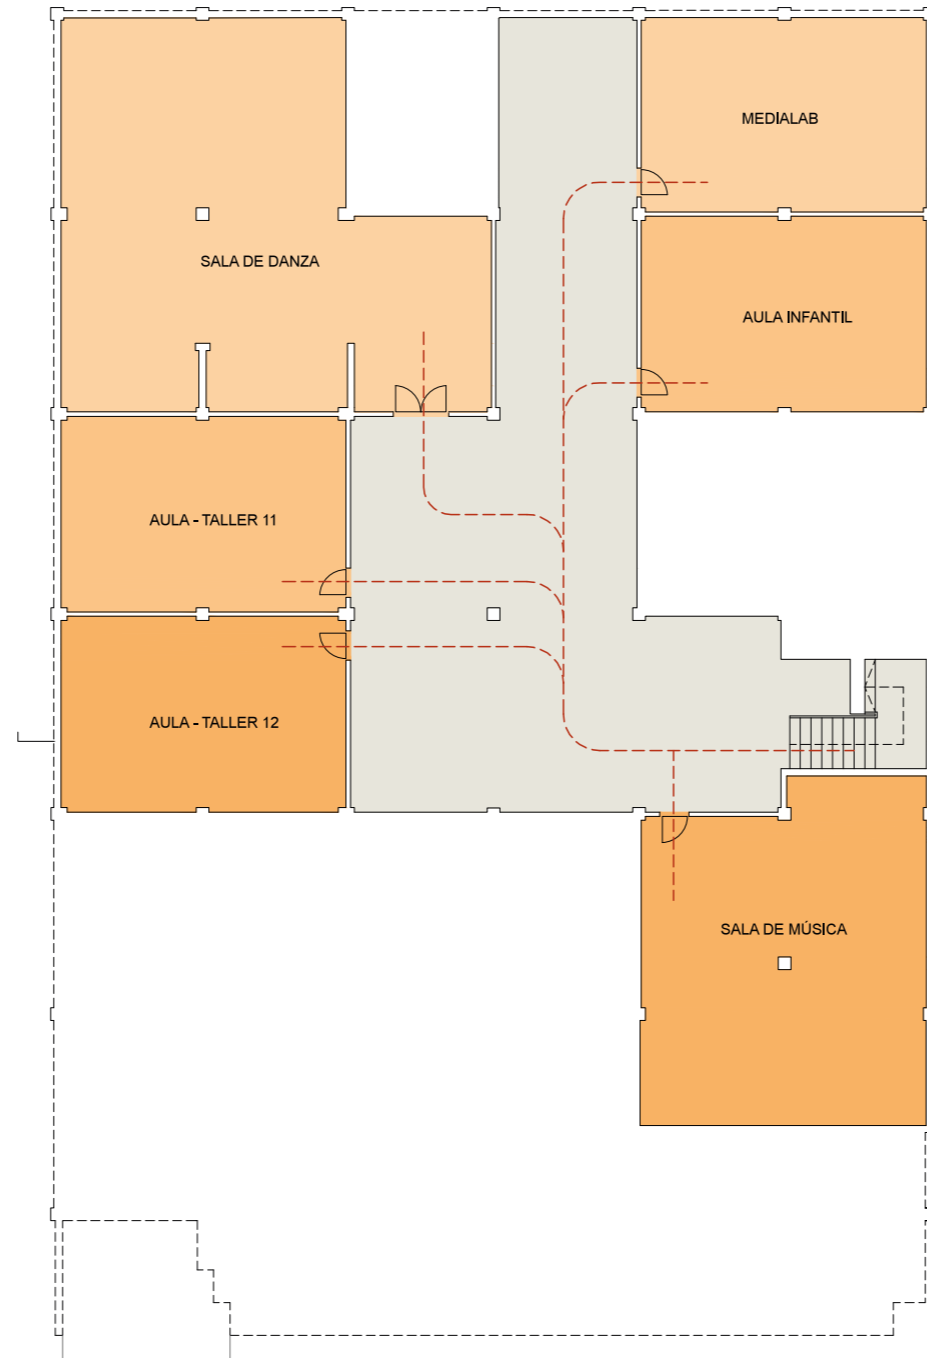 MEDIALAB
SALA DE DANZA
AULA INFANTIL
AULA - TALLER 11
AULA - TALLER 12
SALA DE MÚSICA